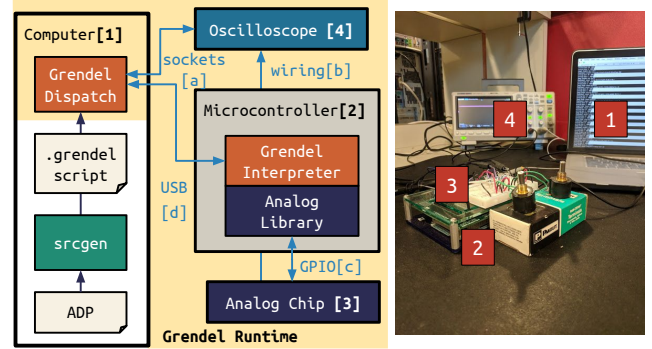 Computer[1]
Grendel
Dispatch
.grendel
script
srcgen
ADP
sockets
[a]
USB
[d]
Oscilloscope [4]
wiring[b]
Microcontroller[2]
Grendel
Interpreter
Analog
Library
GPIO[c]
Analog Chip [3]
Grendel Runtime
4
1
3
2